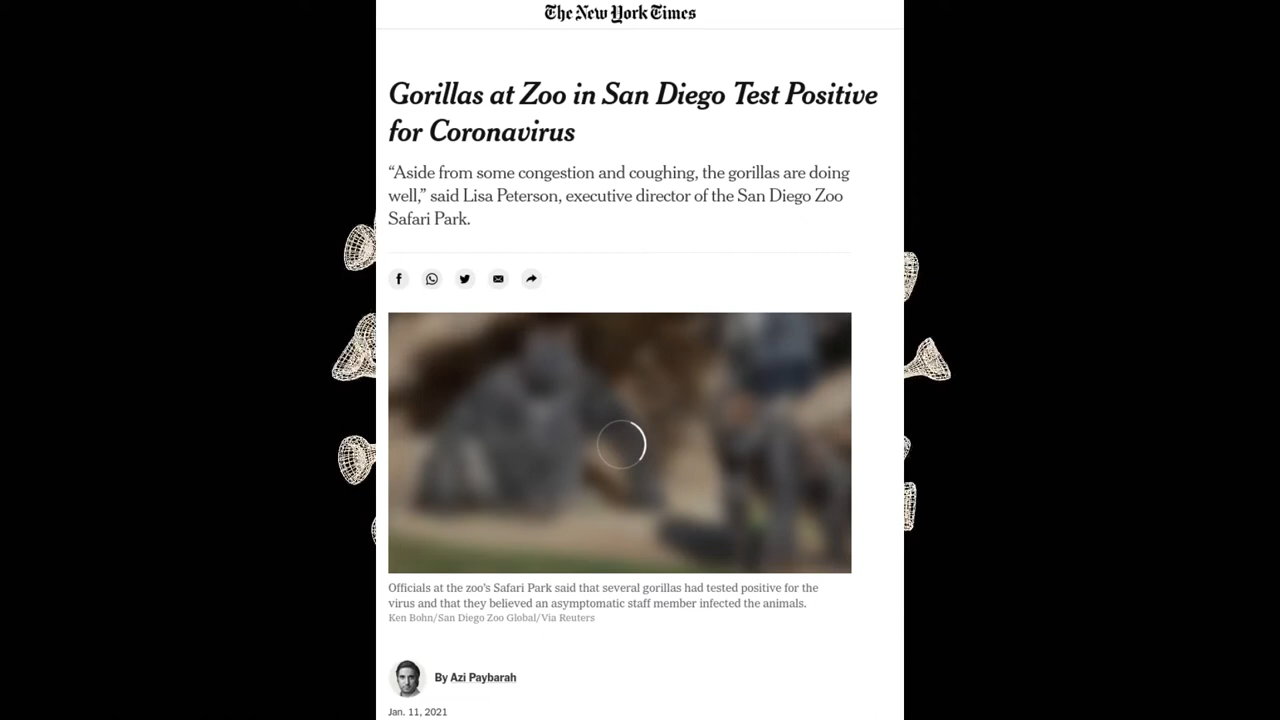 The New York Times
Gorillas at Zoo in San Diego Test Positive
for Coronavirus
“Aside from some congestion and coughing, the gorillas are doing
well,” said Lisa Peterson, executive director of the San Diego Zoo
Safari Park.
Officials at the zoo's Safari Park said that several gorillas had tested positive for the
virus and that they believed an asymptomatic staff member infected the animals.
Ken Bohn/San Diego Zoo Global/Via Reuters
By Azi Paybarah
Jan. 11, 2021